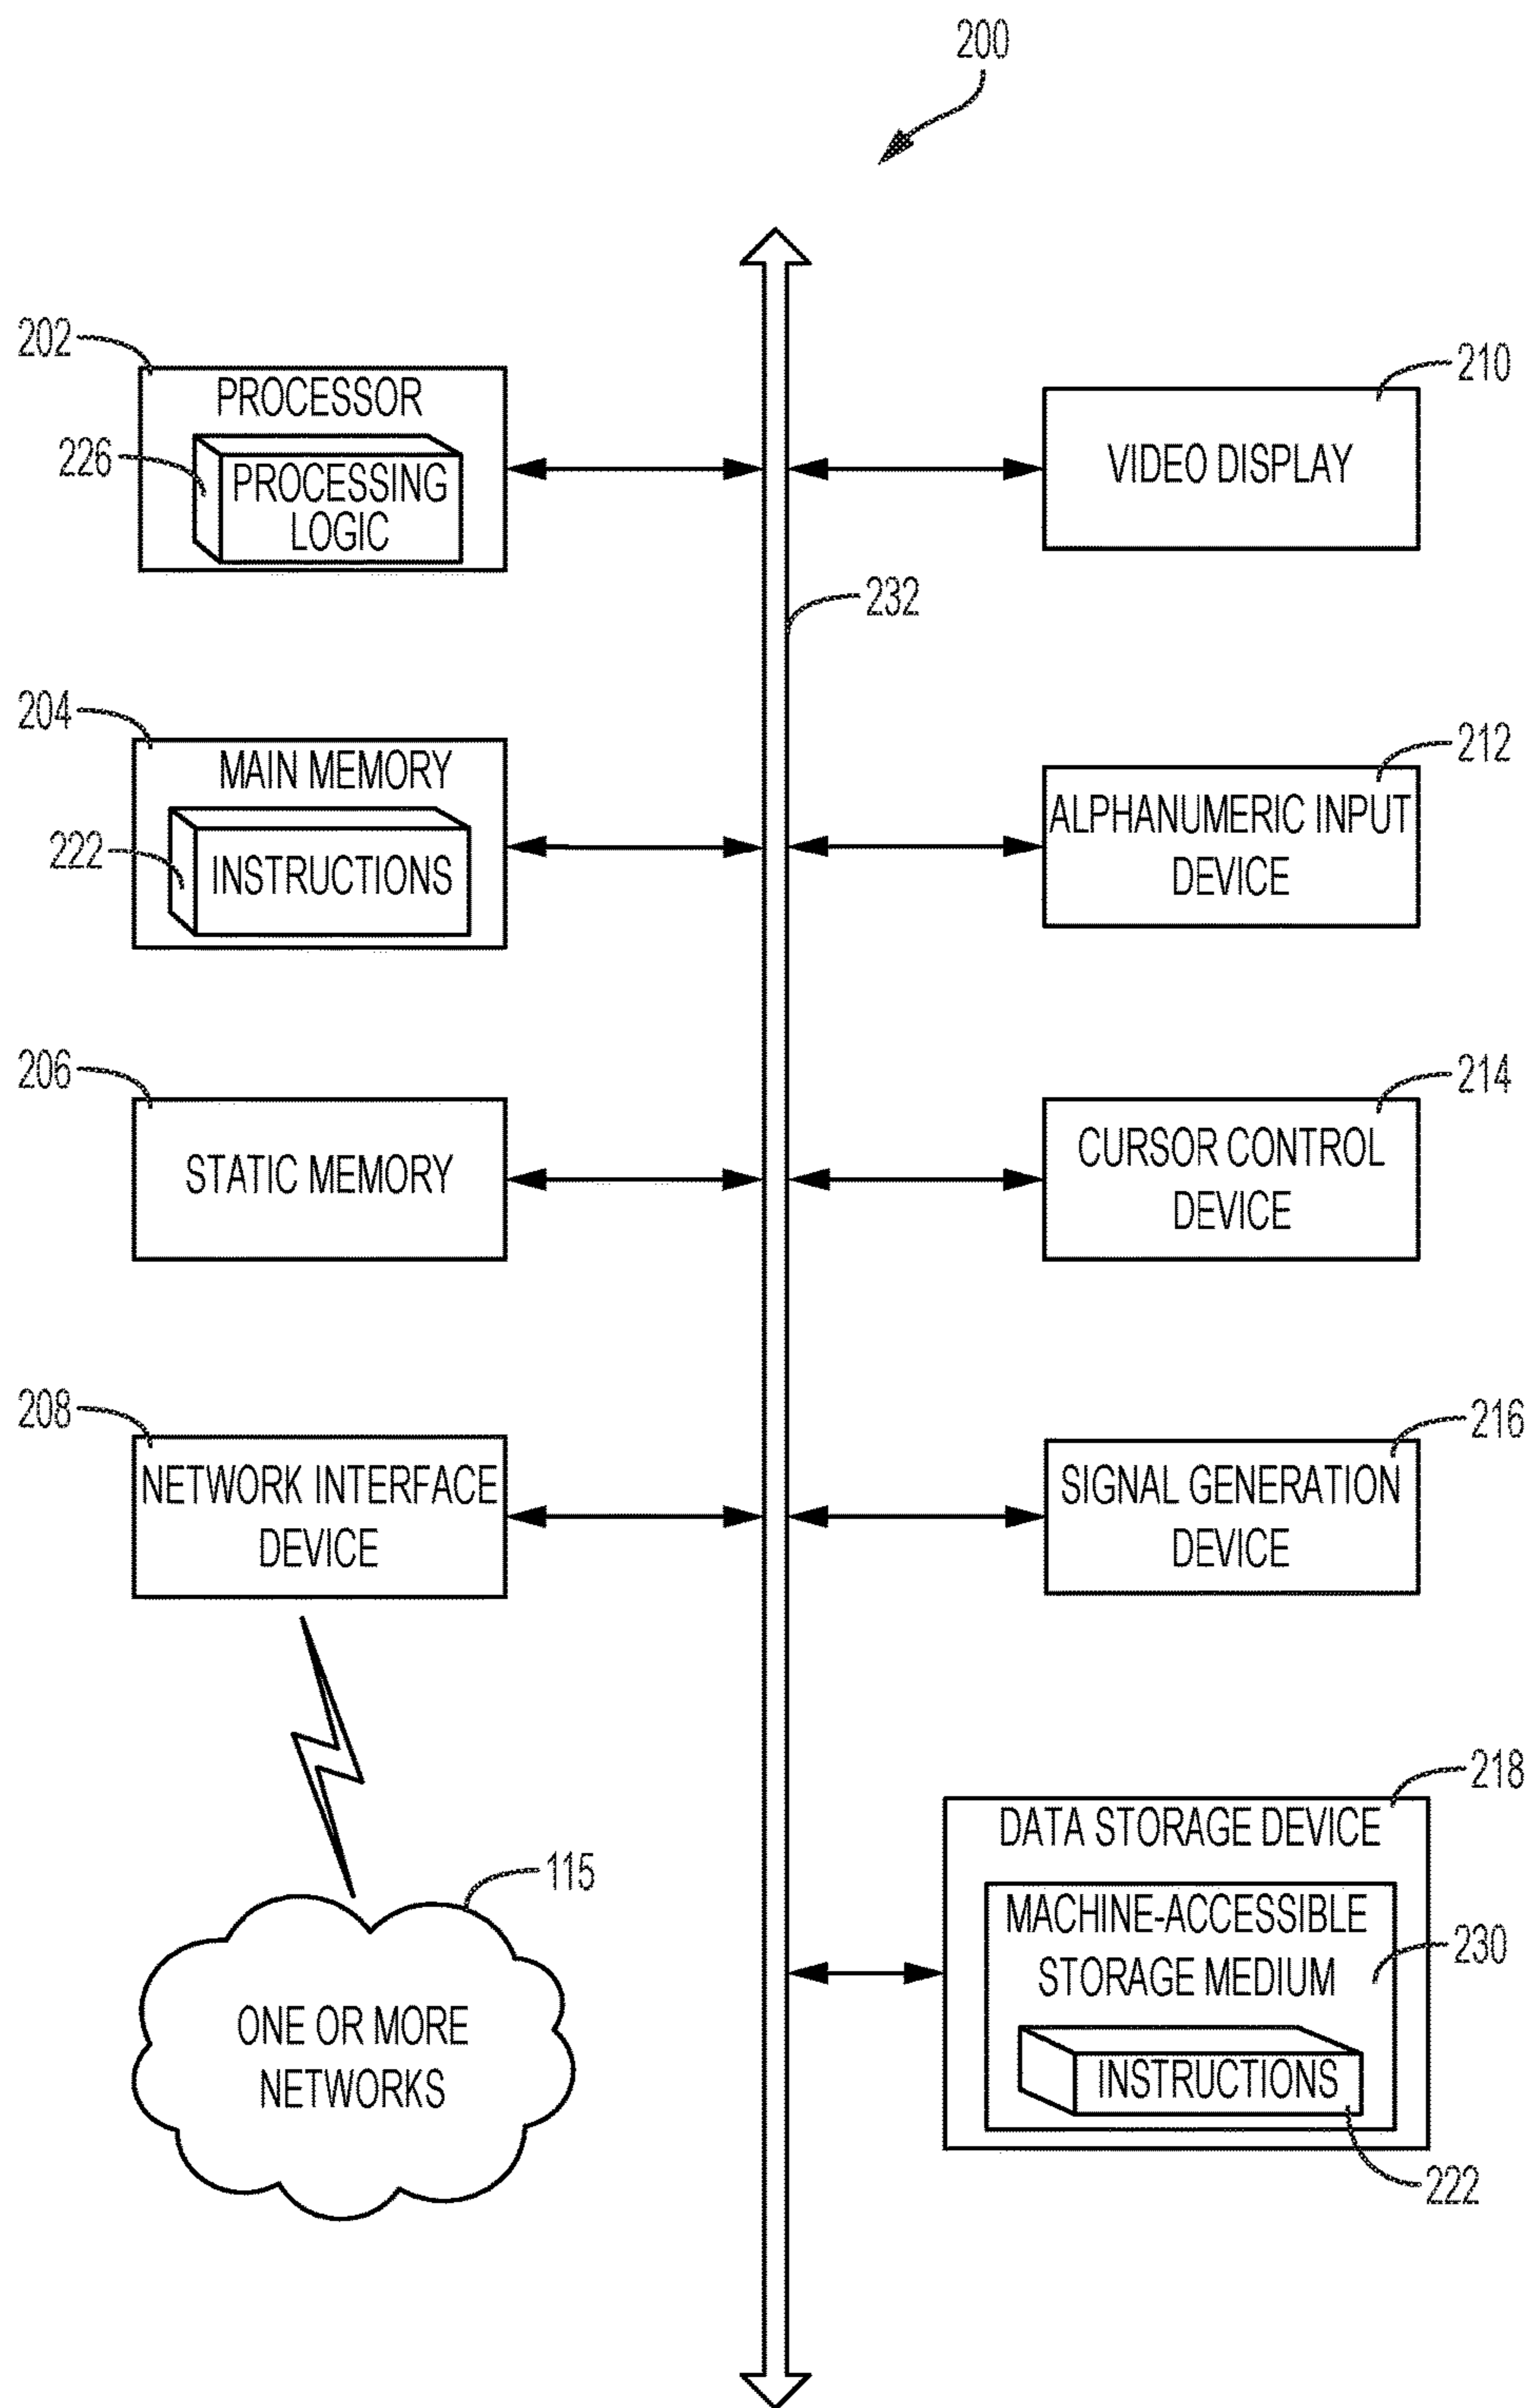 200
202
PROCESSOR
226
PROCESSING
LOGIC
210
VIDEO DISPLAY
232
204
MAIN MEMORY
222
INSTRUCTIONS
212
ALPHANUMERIC INPUT
DEVICE
206
STATIC MEMORY
214
CURSOR CONTROL
DEVICE
208
NETWORK INTERFACE
DEVICE
216
SIGNAL GENERATION
DEVICE
115
ONE OR MORE
NETWORKS
218
DATA STORAGE DEVICE
MACHINE-ACCESSIBLE
STORAGE MEDIUM
230
INSTRUCTIONS
222